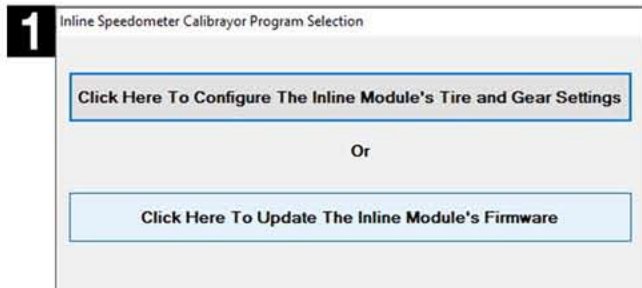 1
Inline Speedometer Calibrayor Program Selection
Click Here To Configure The Inline Module's Tire and Gear Settings
Or
Click Here To Update The Inline Module's Firmware